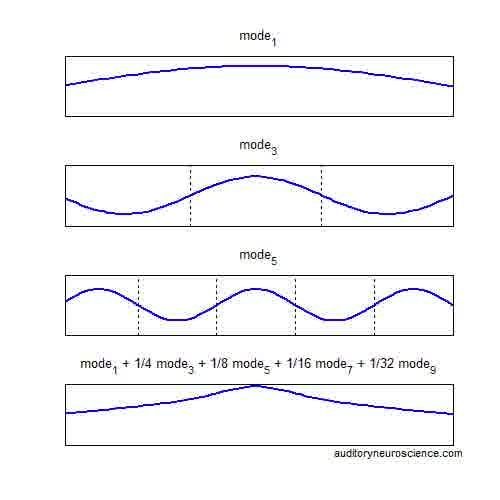 mode₁
mode₃
mode₅
mode₁ + 1/4 mode₃ + 1/8 mode₅ + 1/16 mode₇ + 1/32 mode₉
auditoryneuroscience.com